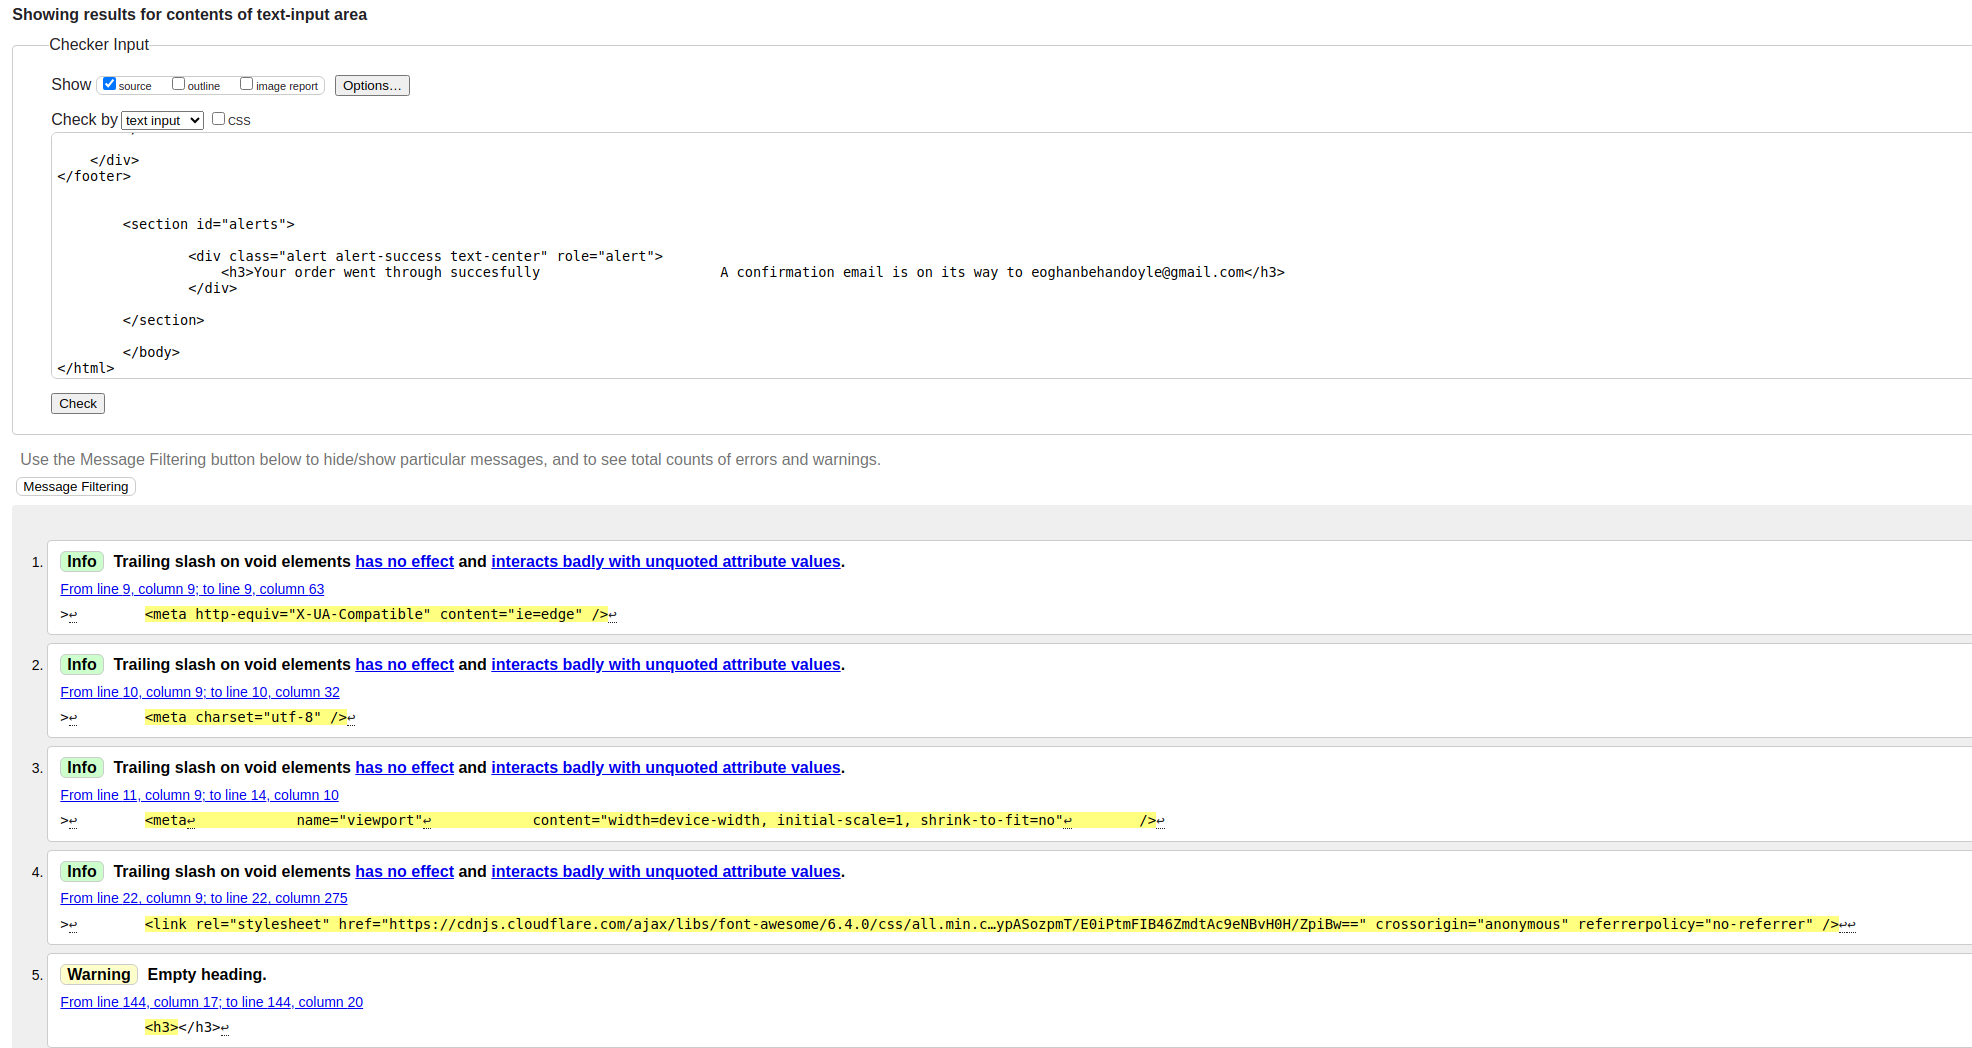 Showing results for contents of text-input area
Checker Input
Show source outline image report Options…
Check by text input CSS
</div>
</footer>
<section id="alerts">
<div class="alert alert-success text-center" role="alert">
<h3>Your order went through succesfully A confirmation email is on its way to eoghanbehandoyle@gmail.com</h3>
</div>
</section>
</body>
</html>
Check
Use the Message Filtering button below to hide/show particular messages, and to see total counts of errors and warnings.
Message Filtering
1. Info Trailing slash on void elements has no effect and interacts badly with unquoted attribute values.
From line 9, column 9; to line 9, column 63
>↩ <meta http-equiv="X-UA-Compatible" content="ie=edge" />↩
2. Info Trailing slash on void elements has no effect and interacts badly with unquoted attribute values.
From line 10, column 9; to line 10, column 32
>↩ <meta charset="utf-8" />↩
3. Info Trailing slash on void elements has no effect and interacts badly with unquoted attribute values.
From line 11, column 9; to line 14, column 10
>↩ <meta↩ name="viewport"↩ content="width=device-width, initial-scale=1, shrink-to-fit=no"↩ />↩
4. Info Trailing slash on void elements has no effect and interacts badly with unquoted attribute values.
From line 22, column 9; to line 22, column 275
>↩ <link rel="stylesheet" href="https://cdnjs.cloudflare.com/ajax/libs/font-awesome/6.4.0/css/all.min.c…ypASozpmT/E0iPtmFIB46ZmdtAc9eNBvH0H/ZpiBw==" crossorigin="anonymous" referrerpolicy="no-referrer" />↩↩
5. Warning Empty heading.
From line 144, column 17; to line 144, column 20
<h3></h3>↩